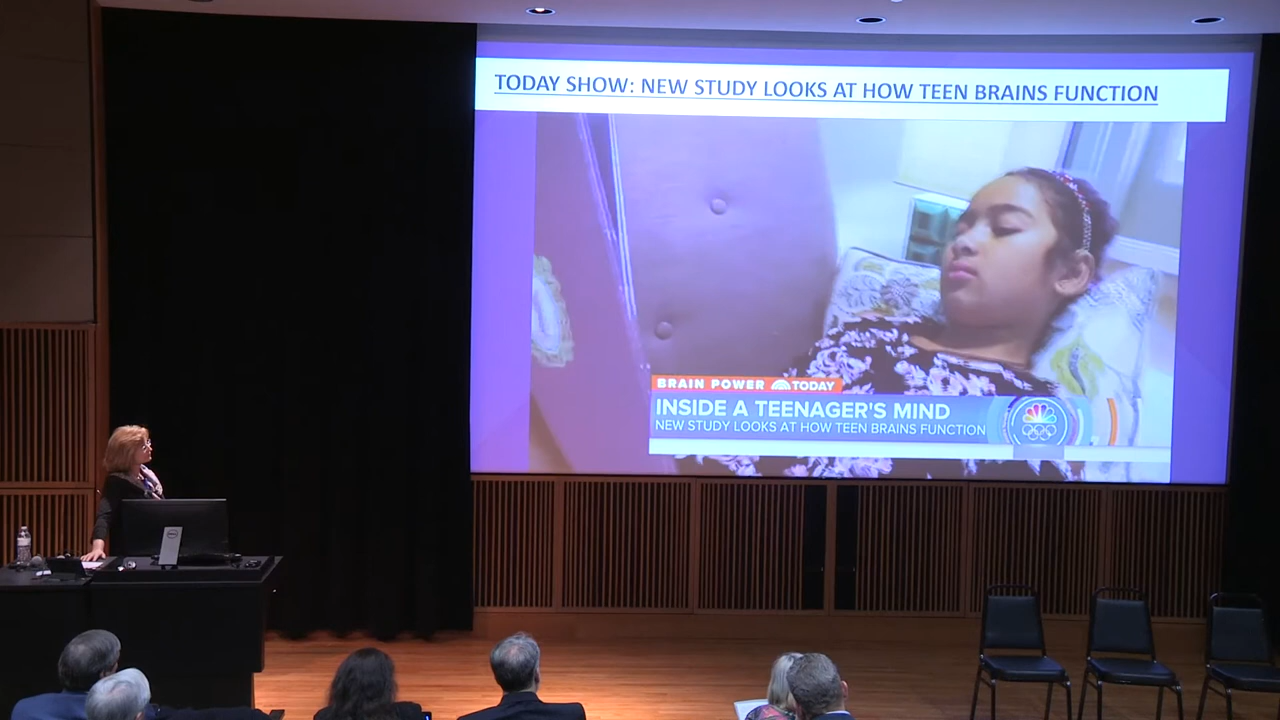 TODAY SHOW: NEW STUDY LOOKS AT HOW TEEN BRAINS FUNCTION
BRAIN POWER TODAY
INSIDE A TEENAGER'S MIND
NEW STUDY LOOKS AT HOW TEEN BRAINS FUNCTION
DELL